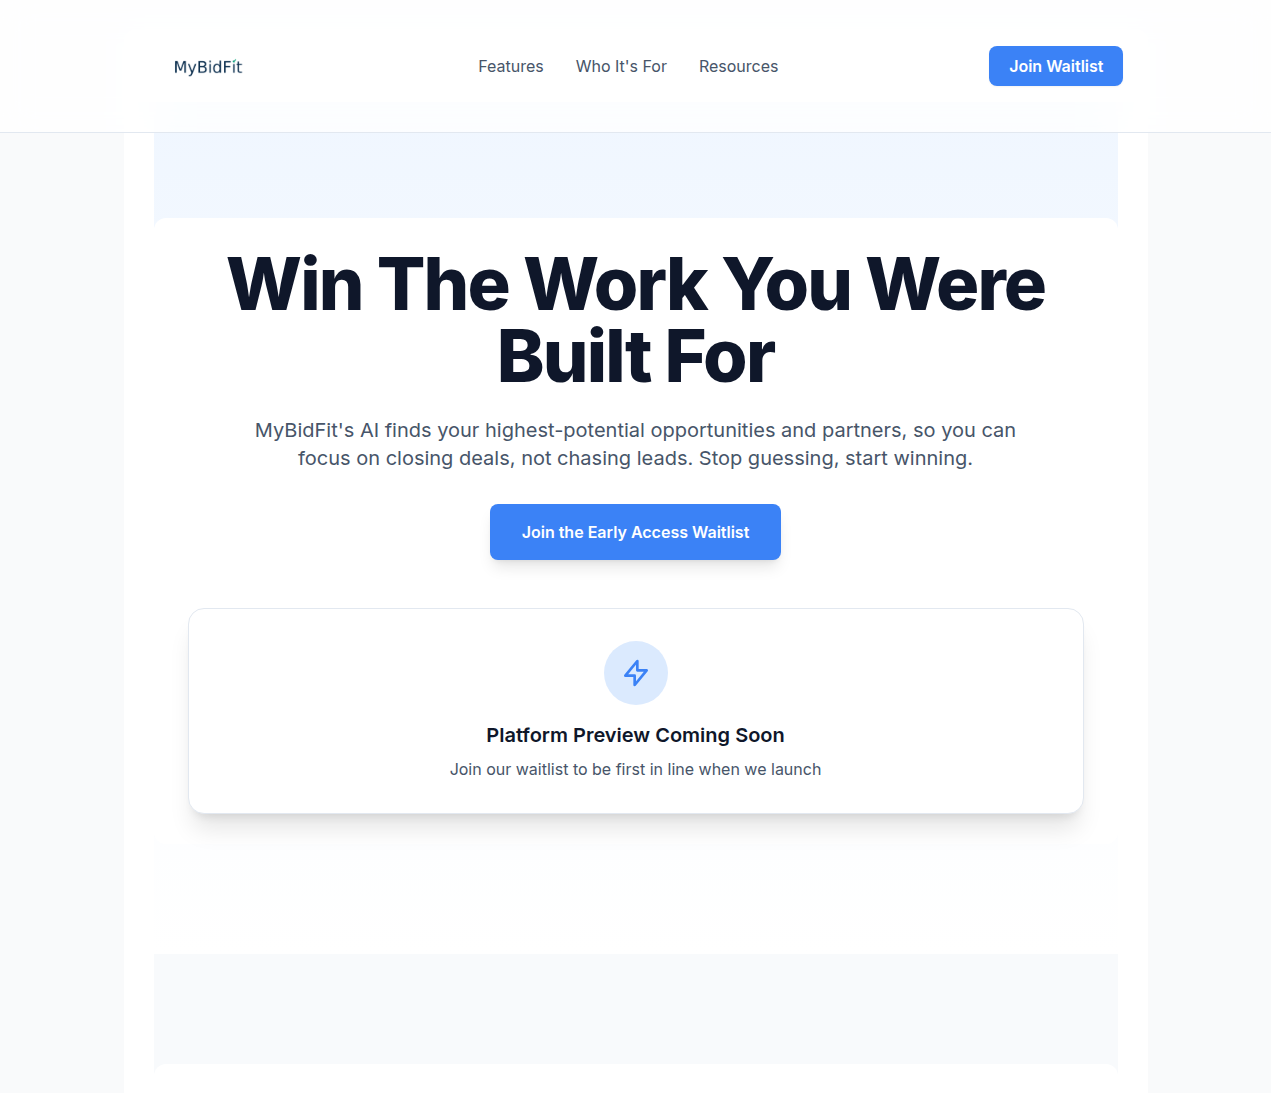 MyBidFit
Features
Who It's For
Resources
Join Waitlist
Win The Work You Were
Built For
MyBidFit's AI finds your highest-potential opportunities and partners, so you can
focus on closing deals, not chasing leads. Stop guessing, start winning.
Join the Early Access Waitlist
Platform Preview Coming Soon
Join our waitlist to be first in line when we launch